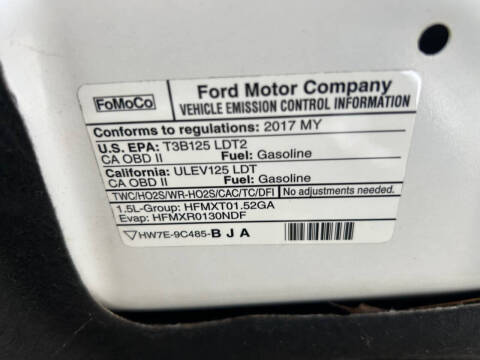 FoMoCo
Ford Motor Company
VEHICLE EMISSION CONTROL INFORMATION
Conforms to regulations: 2017 MY
U.S. EPA: T3B125 LDT2
CA OBD II Fuel: Gasoline
California: ULEV125 LDT
CA OBD II Fuel: Gasoline
TWC/HO2S/WR-HO2S/CAC/TC/DFI No adjustments needed.
1.5L-Group: HFMXT01.52GA
Evap: HFMXR0130NDF
HW7E-9C485-B J A